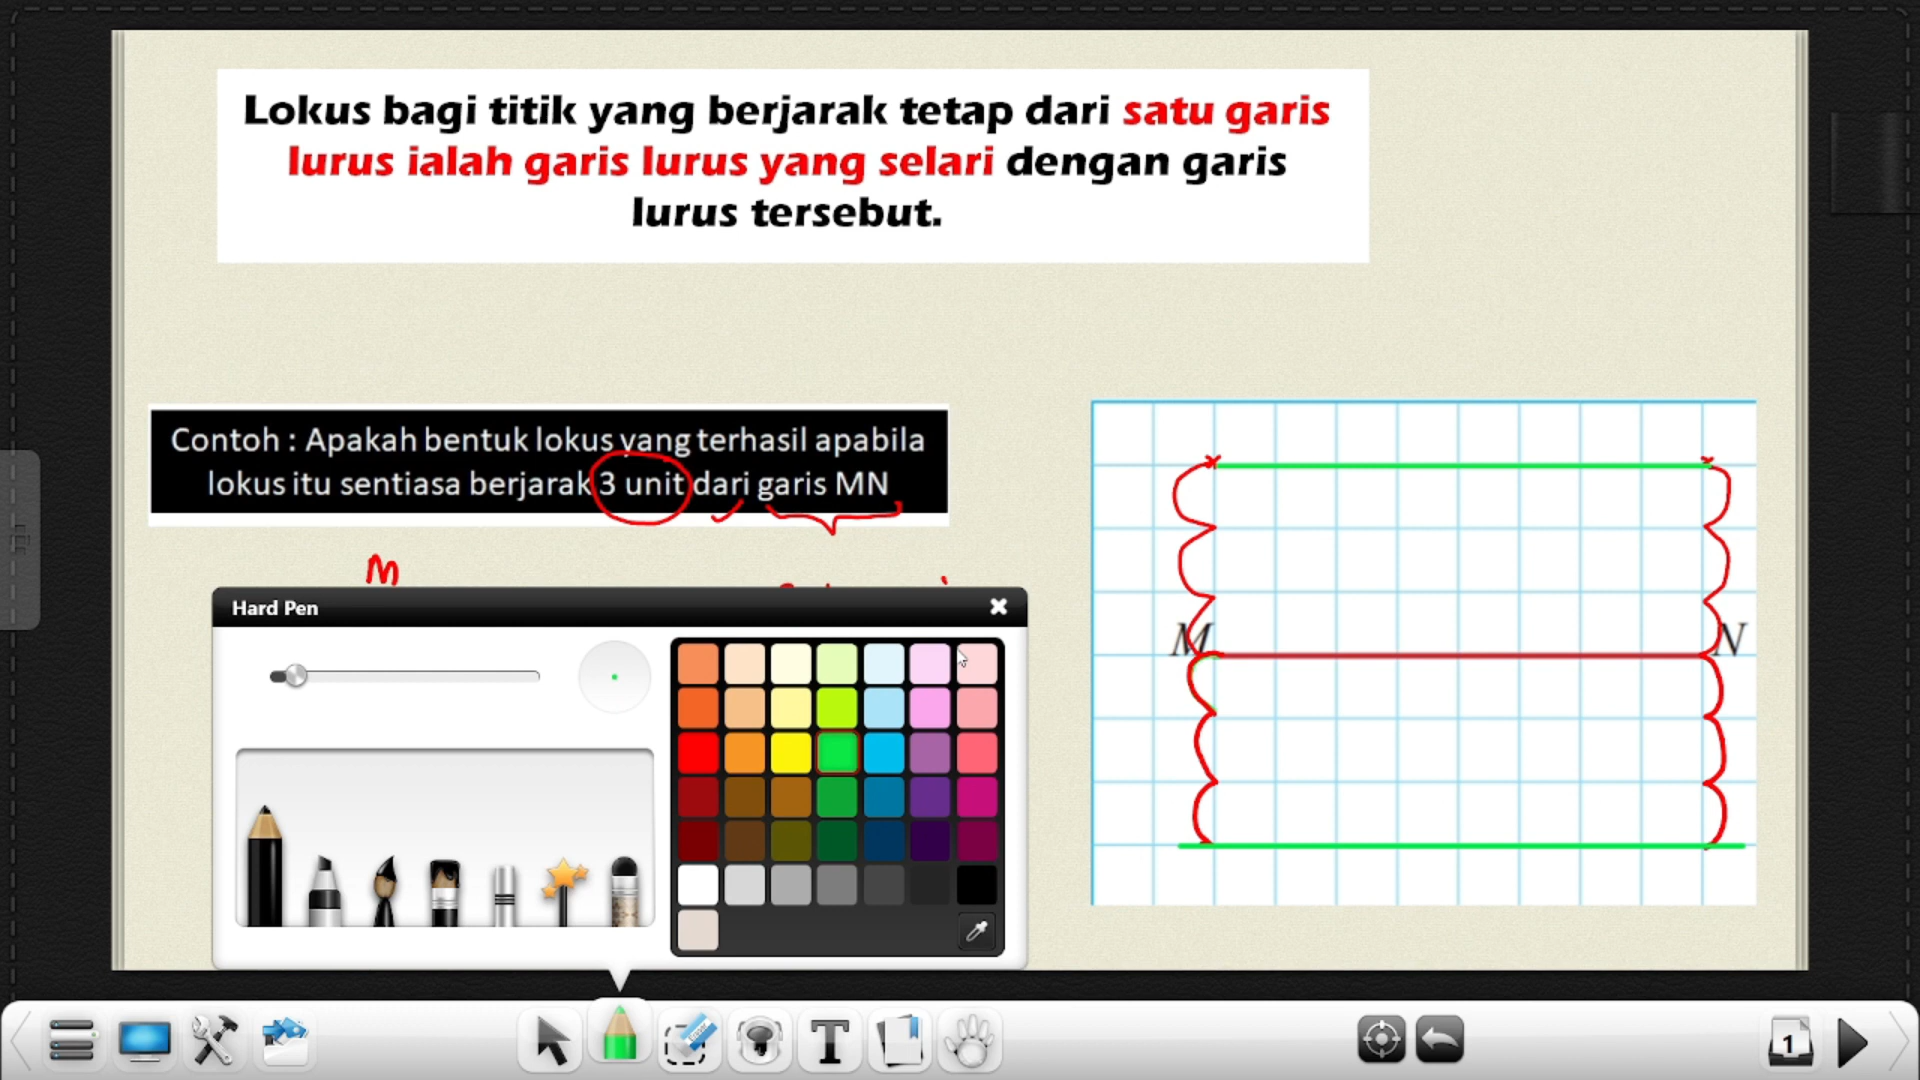 Lokus bagi titik yang berjarak tetap dari satu garis
lurus ialah garis lurus yang selari dengan garis
lurus tersebut.
Contoh : Apakah bentuk lokus yang terhasil apabila
lokus itu sentiasa berjarak 3 unit dari garis MN
M
Hard Pen
M
N
T
1